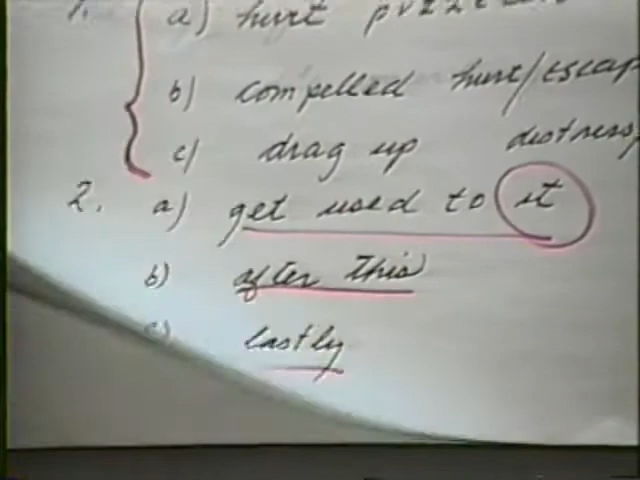 1. a) hurt
b) compelled hurt/escap
c) drag up distress,
2. a) get used to it
b) after this
c) lastly